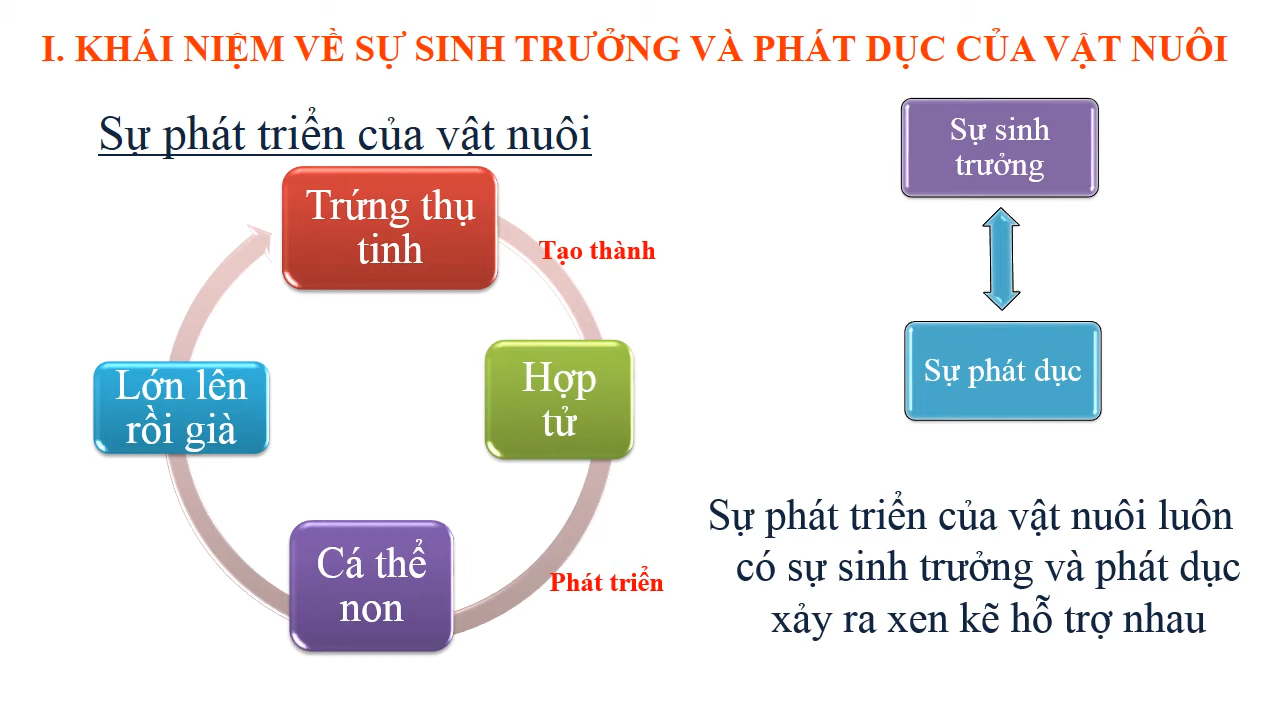 I. KHÁI NIỆM VỀ SỰ SINH TRƯỞNG VÀ PHÁT DỤC CỦA VẬT NUÔI
Sự phát triển của vật nuôi
Trứng thụ
tinh
Tạo thành
Hợp
tử
Phát triển
Cá thể
non
Lớn lên
rồi già
Sự sinh
trưởng
Sự phát dục
Sự phát triển của vật nuôi luôn
có sự sinh trưởng và phát dục
xảy ra xen kẽ hỗ trợ nhau